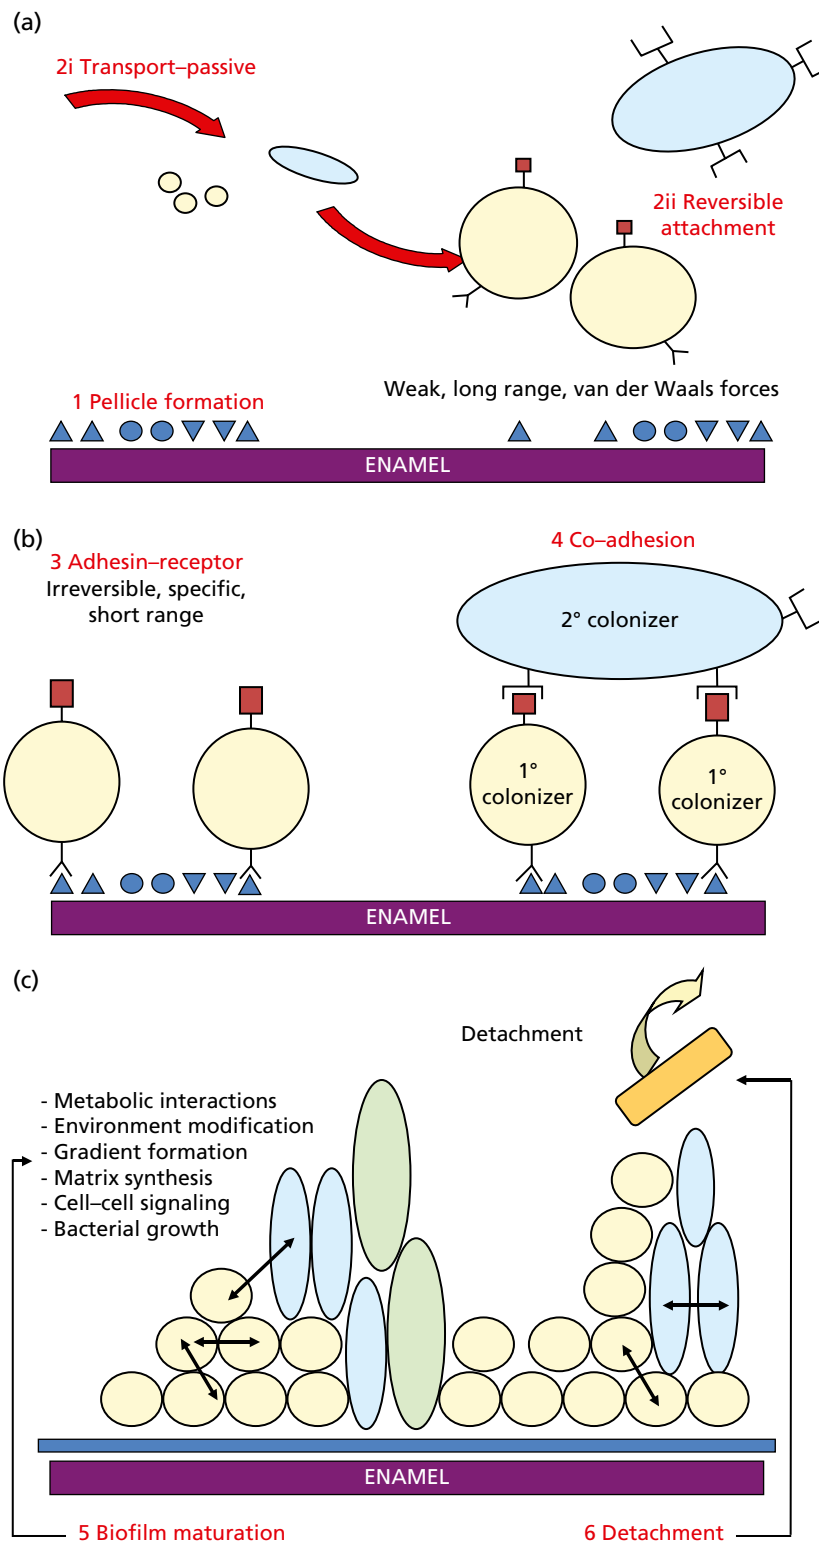 (a)
2i Transport–passive
2ii Reversible
attachment
1 Pellicle formation
Weak, long range, van der Waals forces
ENAMEL
(b)
3 Adhesin–receptor
Irreversible, specific,
short range
4 Co–adhesion
2° colonizer
1°
colonizer
1°
colonizer
ENAMEL
(c)
Detachment
- Metabolic interactions
- Environment modification
- Gradient formation
- Matrix synthesis
- Cell–cell signaling
- Bacterial growth
ENAMEL
5 Biofilm maturation
6 Detachment